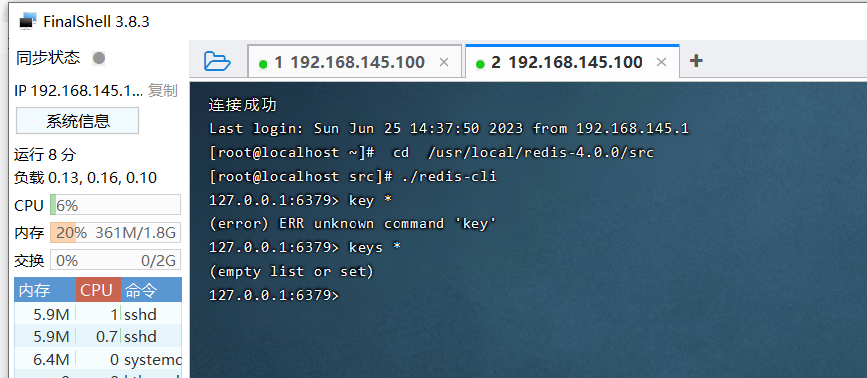 FinalShell 3.8.3
同步状态
IP 192.168.145.1... 复制
系统信息
运行 8 分
负载 0.13, 0.16, 0.10
CPU 6%
内存 20% 361M/1.8G
交换 0% 0/2G
内存 CPU 命令
5.9M 1 sshd
5.9M 0.7 sshd
6.4M 0 systemd
1 192.168.145.100 ×
2 192.168.145.100 × +
连接成功
Last login: Sun Jun 25 14:37:50 2023 from 192.168.145.1
[root@localhost ~]#  cd  /usr/local/redis-4.0.0/src
[root@localhost src]# ./redis-cli
127.0.0.1:6379> key *
(error) ERR unknown command 'key'
127.0.0.1:6379> keys *
(empty list or set)
127.0.0.1:6379>